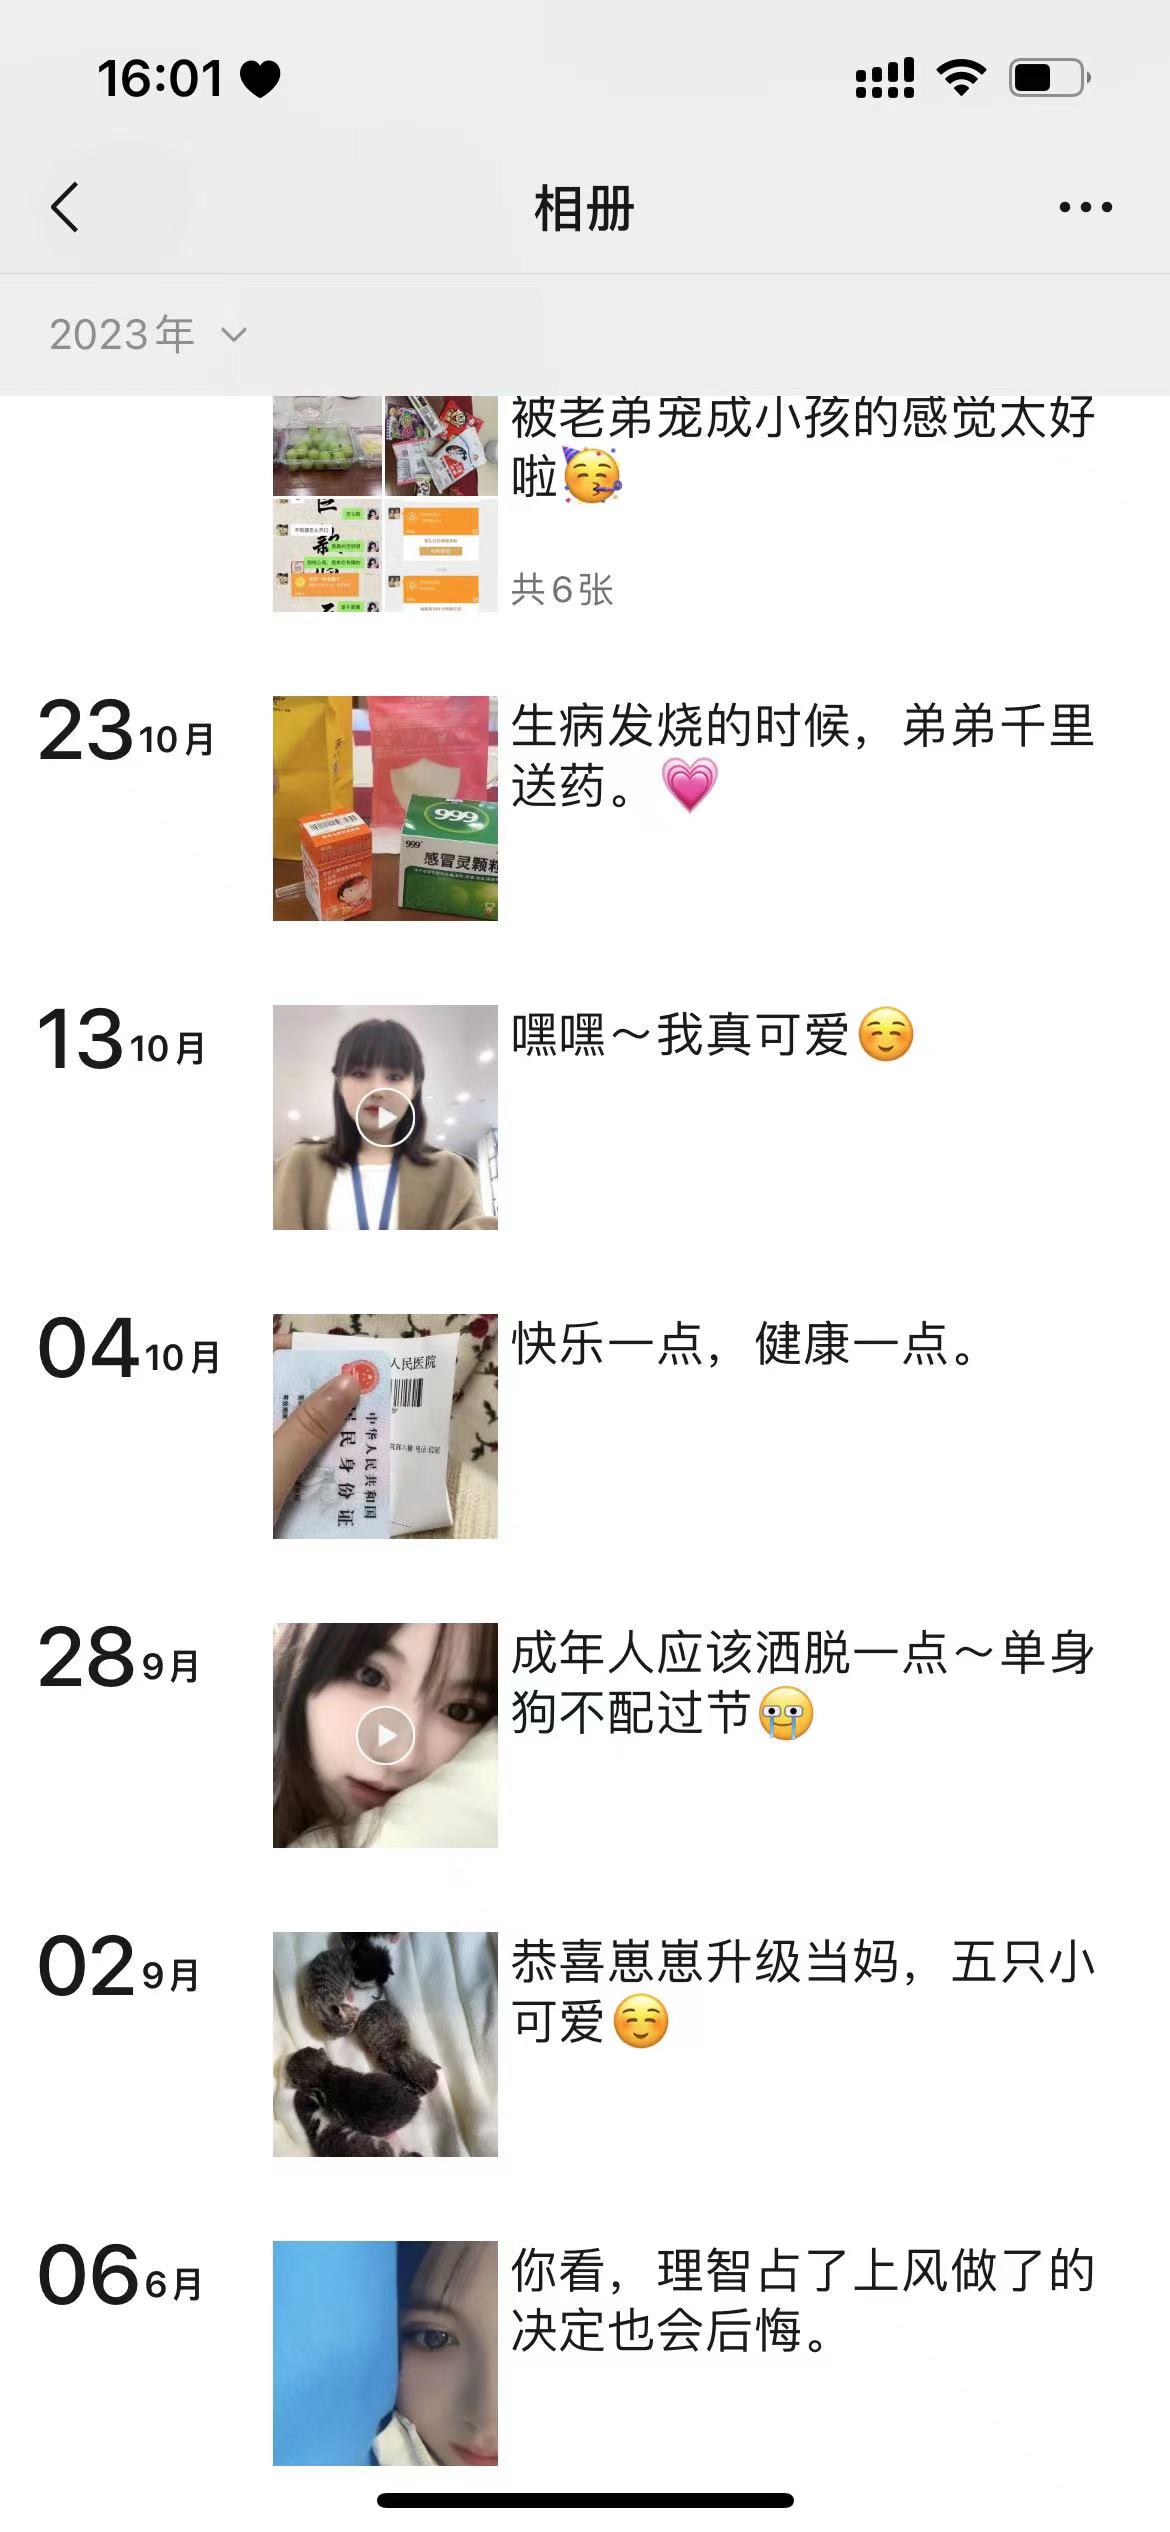 16:01
相册
2023年
被老弟宠成小孩的感觉太好
啦🥳
共6张
23 10月
999
999
感冒灵颗粒
生病发烧的时候，弟弟千里
送药。💗
13 10月
嘿嘿～我真可爱☺️
04 10月
人民医院
中华人民共和国
民身份证
快乐一点，健康一点。
28 9月
成年人应该洒脱一点～单身
狗不配过节😭
02 9月
恭喜崽崽升级当妈，五只小
可爱☺️
06 6月
你看，理智占了上风做了的
决定也会后悔。